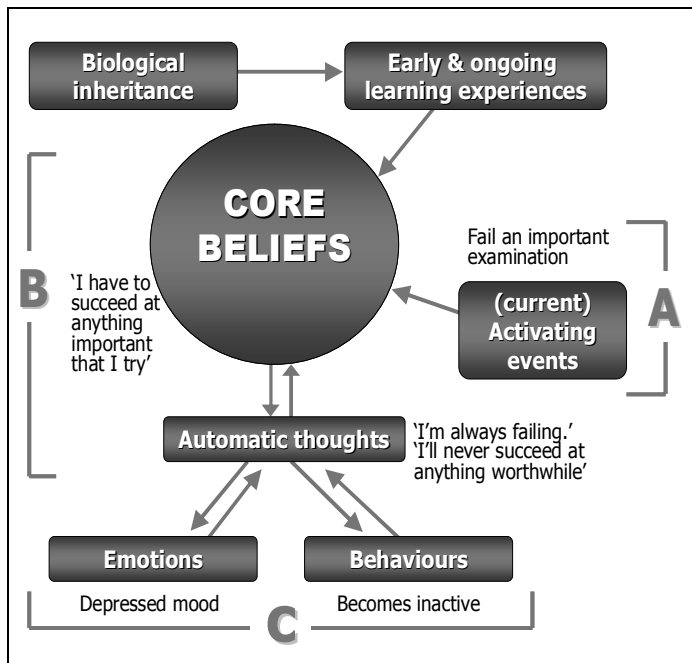 Biological
inheritance
Early & ongoing
learning experiences
CORE
BELIEFS
B
'I have to
succeed at
anything
important
that I try'
Fail an important
examination
(current)
Activating
events
A
Automatic thoughts
'I'm always failing.'
'I'll never succeed at
anything worthwhile'
Emotions
Behaviours
Depressed mood
Becomes inactive
C